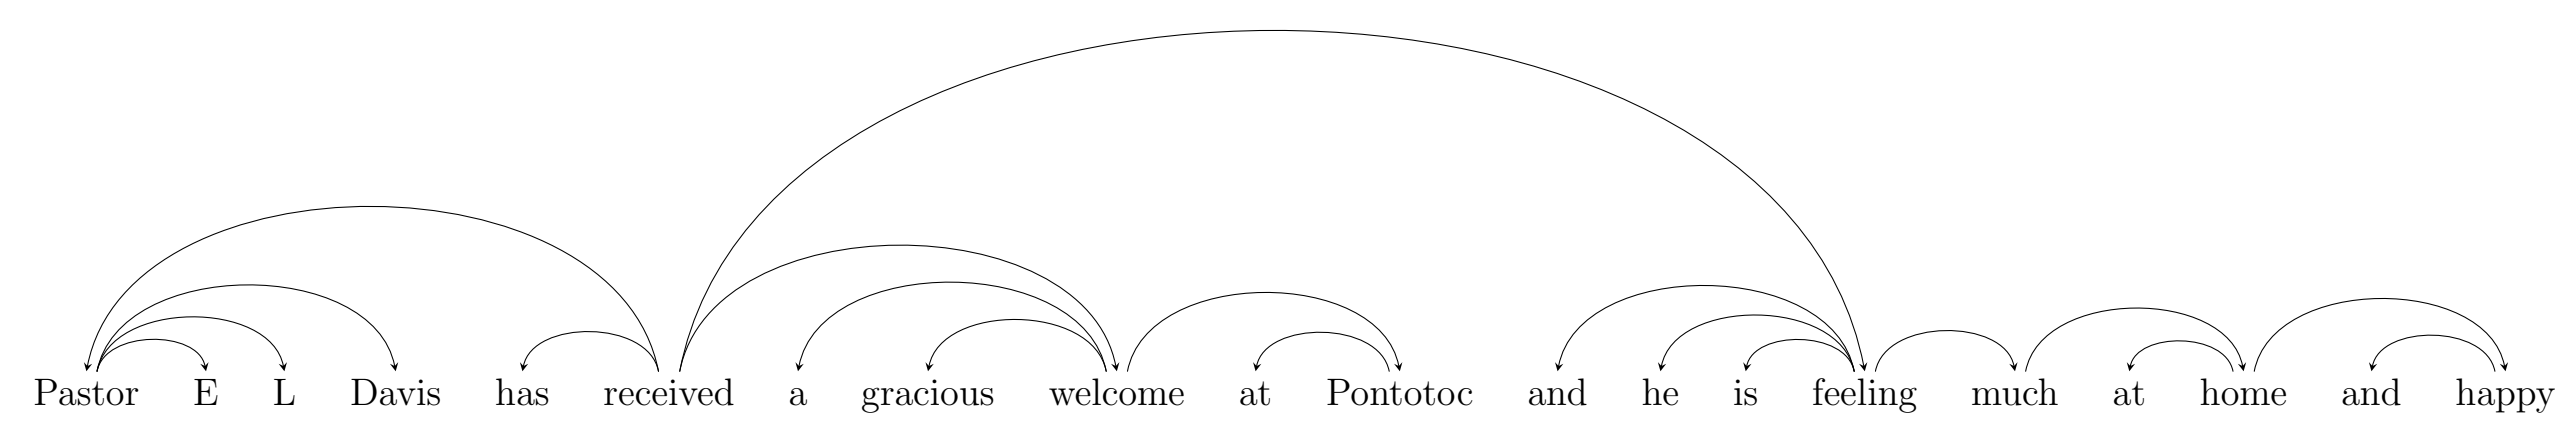 Pastor E L Davis has received a gracious welcome at Pontotoc and he is feeling much at home and happy